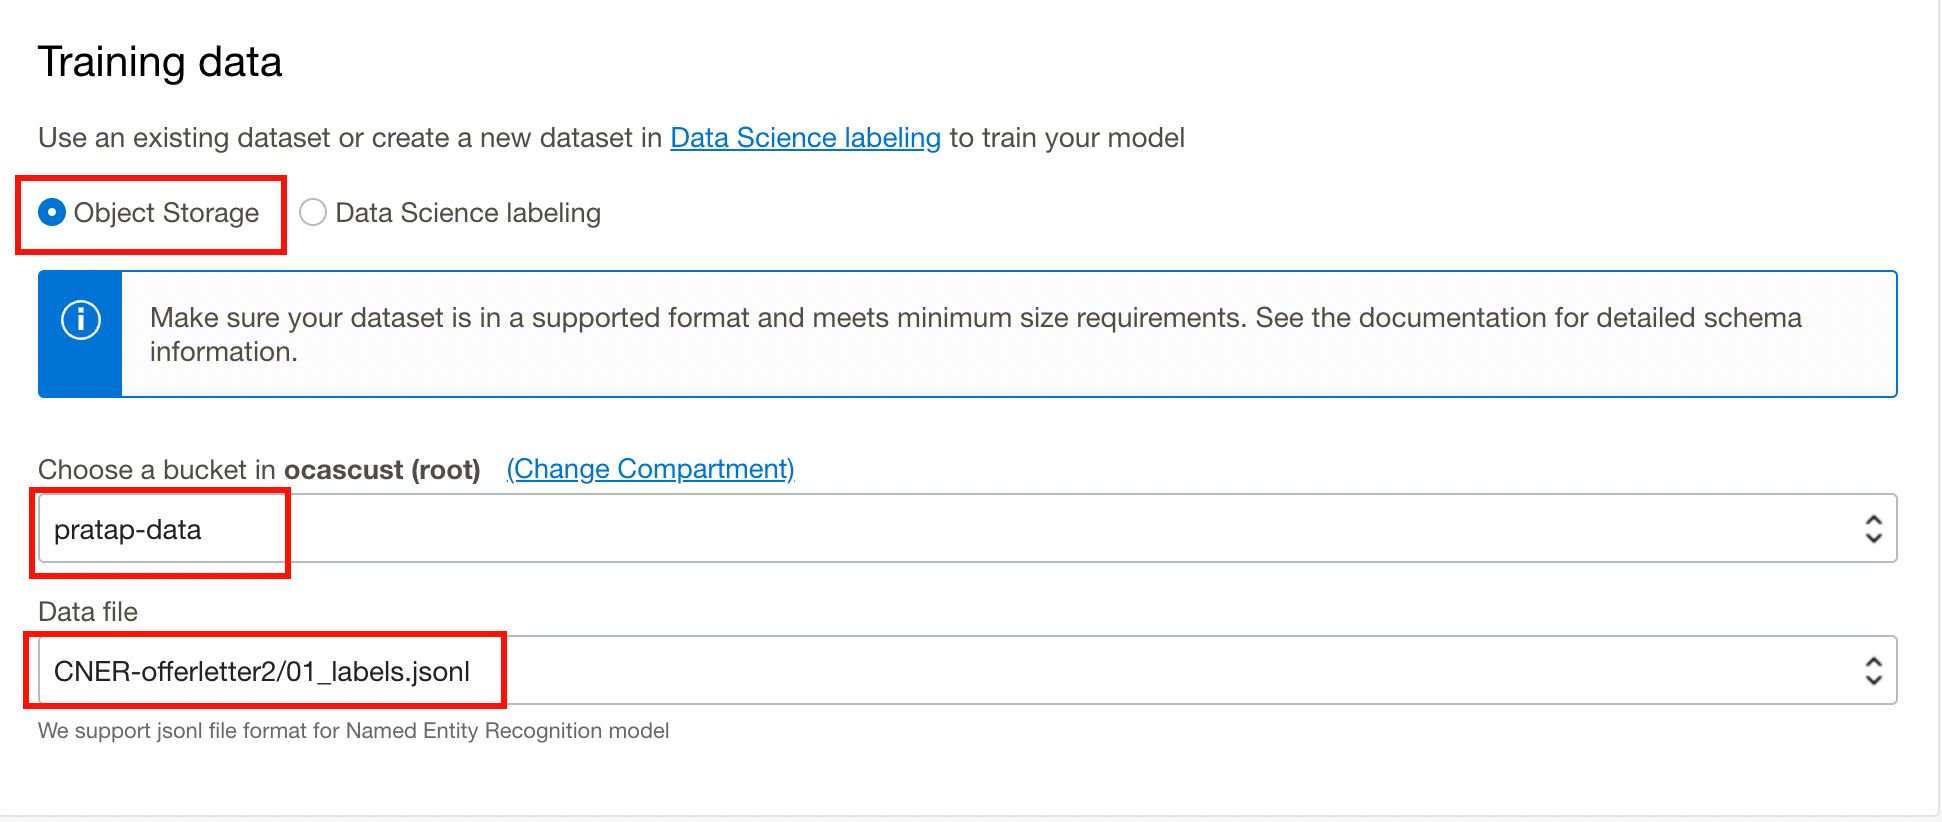 Training data
Use an existing dataset or create a new dataset in Data Science labeling to train your model
Object Storage Data Science labeling
Make sure your dataset is in a supported format and meets minimum size requirements. See the documentation for detailed schema
information.
Choose a bucket in ocascust (root) (Change Compartment)
pratap-data
Data file
CNER-offerletter2/01_labels.jsonl
We support jsonl file format for Named Entity Recognition model